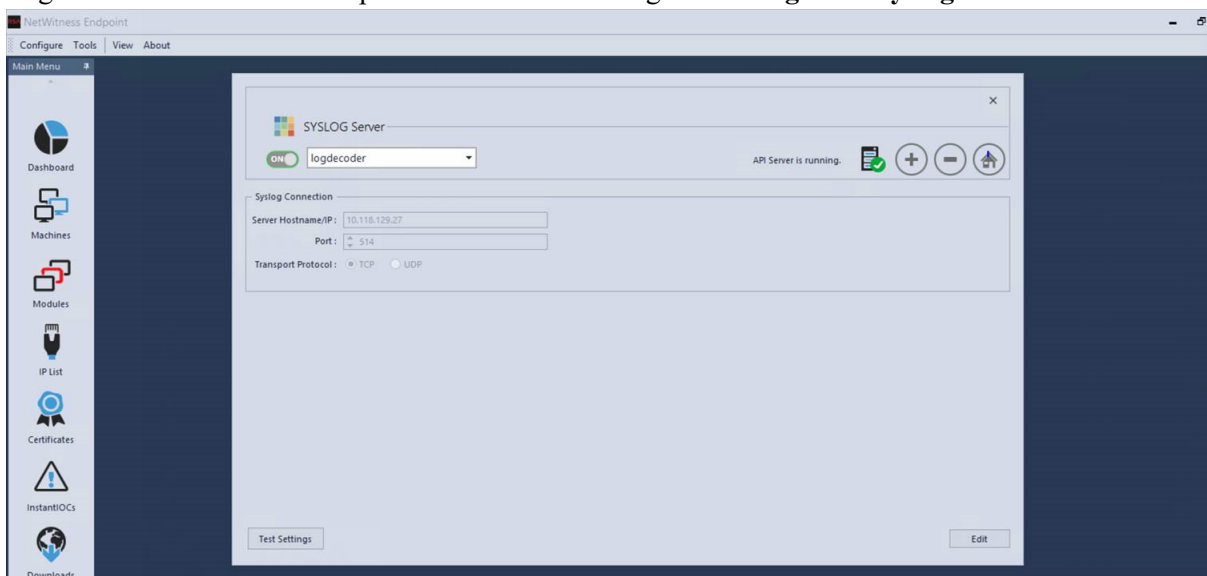 NetWitness Endpoint
Configure Tools View About
Main Menu
Dashboard
Machines
Modules
IP List
Certificates
InstantIOCs
Downloads
SYSLOG Server
ON logdecoder
API Server is running.
Syslog Connection
Server Hostname/IP : 10.118.129.27
Port : 514
Transport Protocol : TCP UDP
Test Settings
Edit